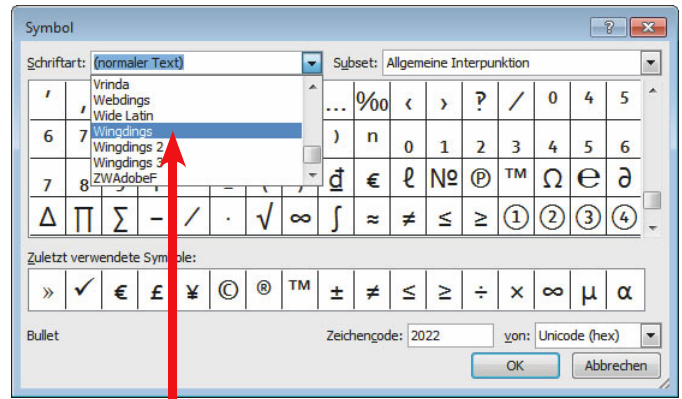 Symbol
Schriftart: (normaler Text) Subset: Allgemeine Interpunktion
Vrinda
Webdings
Wide Latin
Wingdings
Wingdings 2
Wingdings 3
ZWAdobeF
′ … ‰ ‹ › ‽ ⁄ ⁰ ⁴ ⁵
⁶ ⁷ ⁾ ⁿ ₀ ₁ ₂ ₃ ₄ ₅ ₆
₇ ₈ ₫ € ℓ № ℗ ™ Ω ℮ ∂
∆ ∏ ∑ − ∕ ∙ √ ∞ ∫ ≈ ≠ ≤ ≥ ① ② ③ ④
Zuletzt verwendete Symbole:
» ✓ € £ ¥ © ® ™ ± ≠ ≤ ≥ ÷ × ∞ µ α
Bullet Zeichencode: 2022 von: Unicode (hex)
OK Abbrechen